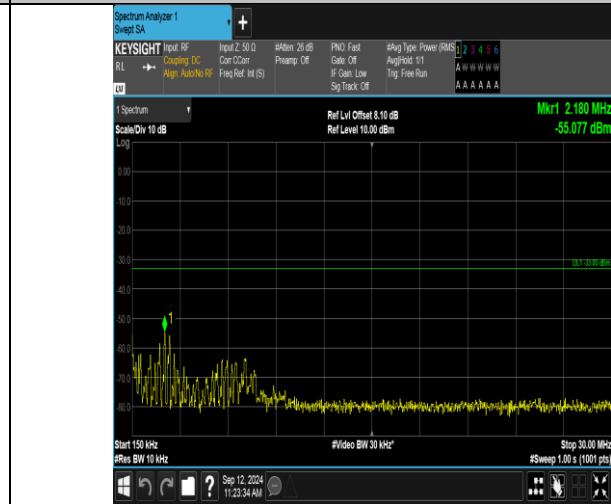 Spectrum Analyzer 1
Swept SA
+
KEYSIGHT Input: RF Input Z: 50 Ω #Atten: 26 dB PNO: Fast #Avg Type: Power (RMS 1 2 3 4 5 6
RL Coupling: DC Corr CCorr Preamp: Off Gate: Off Avg|Hold: 1/1 A W W W W W
Align: Auto/No RF Freq Ref: Int (S) IF Gain: Low Trig: Free Run
Sig Track: Off A A A A A A
LXI
1 Spectrum Ref Lvl Offset 8.10 dB Mkr1 2.180 MHz
Scale/Div 10 dB Ref Level 10.00 dBm -55.077 dBm
Log
0.00
-10.0
-20.0
-30.0 DL1 -33.00 dBm
-40.0
-50.0
1
-60.0
-70.0
-80.0
Start 150 kHz #Video BW 30 kHz* Stop 30.00 MHz
#Res BW 10 kHz #Sweep 1.00 s (1001 pts)
? Sep 12, 2024
11:23:34 AM